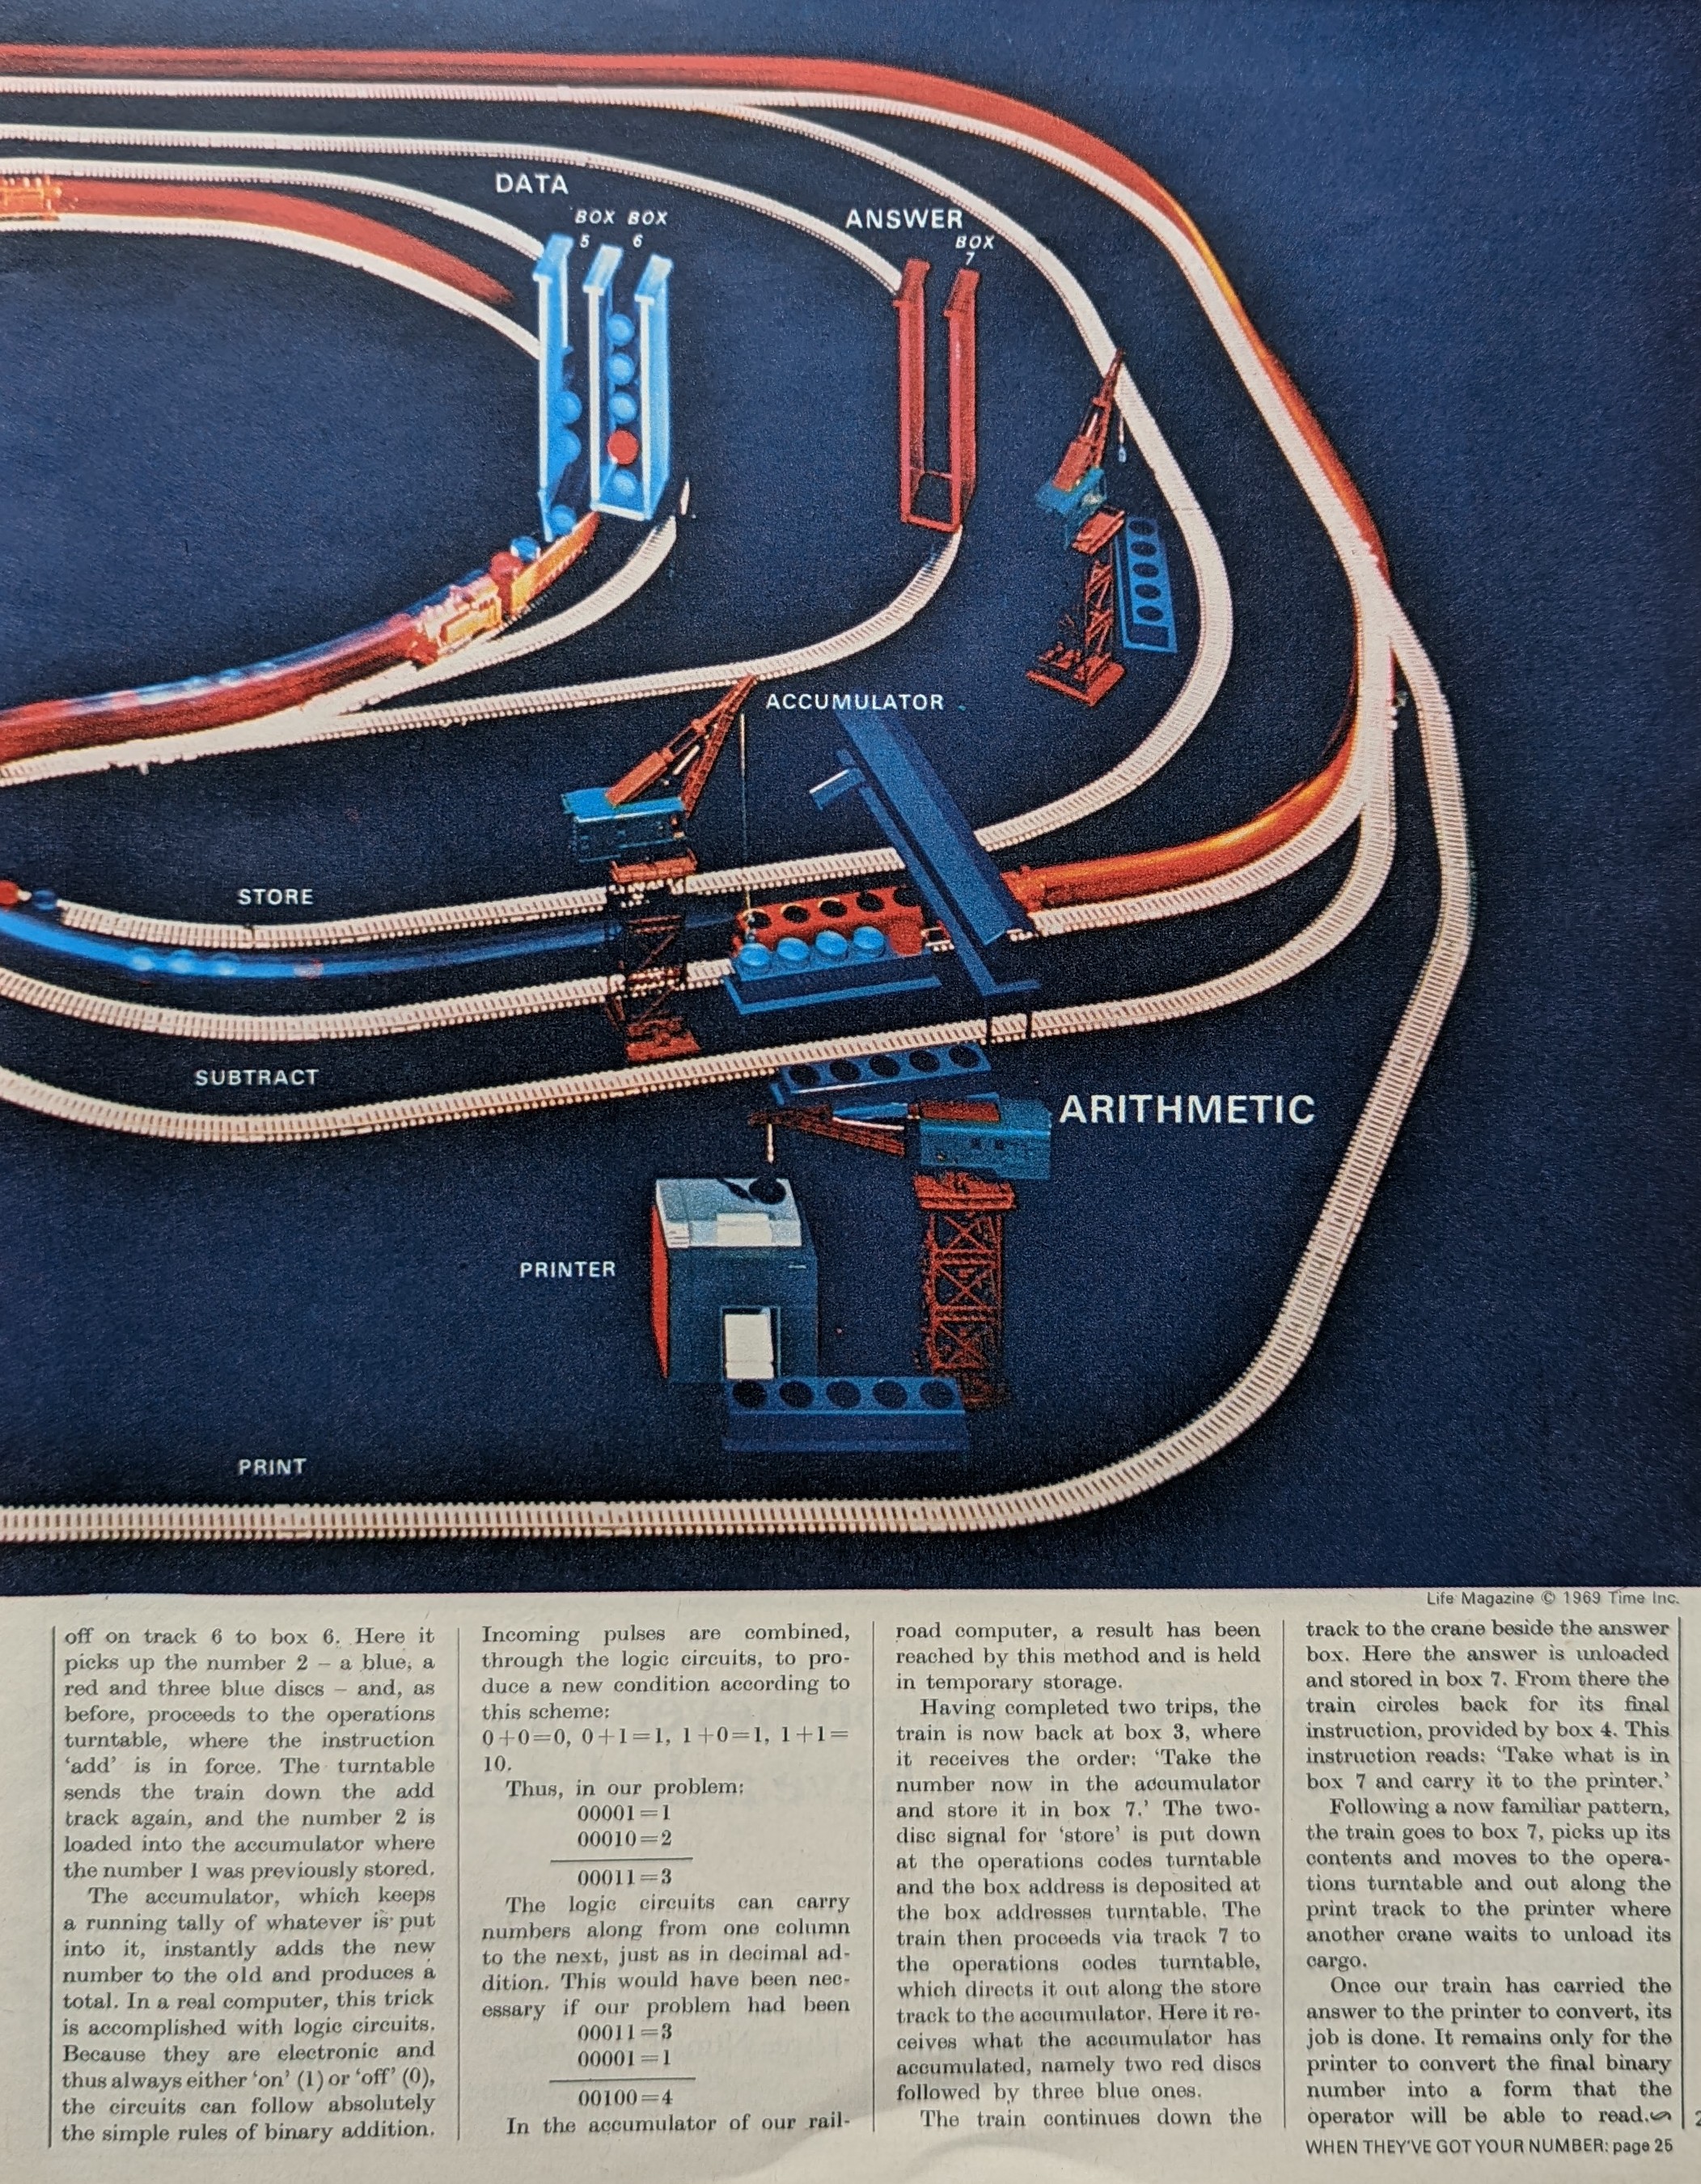 DATA
BOX BOX
5 6
ANSWER
BOX
7
ACCUMULATOR
STORE
SUBTRACT
ARITHMETIC
PRINTER
PRINT
Life Magazine © 1969 Time Inc.
off on track 6 to box 6. Here it
picks up the number 2 – a blue, a
red and three blue discs – and, as
before, proceeds to the operations
turntable, where the instruction
‘add’ is in force. The turntable
sends the train down the add
track again, and the number 2 is
loaded into the accumulator where
the number 1 was previously stored.
The accumulator, which keeps
a running tally of whatever is put
into it, instantly adds the new
number to the old and produces a
total. In a real computer, this trick
is accomplished with logic circuits.
Because they are electronic and
thus always either ‘on’ (1) or ‘off’ (0),
the circuits can follow absolutely
the simple rules of binary addition.
Incoming pulses are combined,
through the logic circuits, to pro-
duce a new condition according to
this scheme:
0+0=0, 0+1=1, 1+0=1, 1+1=
10.
Thus, in our problem:
00001=1
00010=2
00011=3
The logic circuits can carry
numbers along from one column
to the next, just as in decimal ad-
dition. This would have been nec-
essary if our problem had been
00011=3
00001=1
00100=4
In the accumulator of our rail-
road computer, a result has been
reached by this method and is held
in temporary storage.
Having completed two trips, the
train is now back at box 3, where
it receives the order: ‘Take the
number now in the accumulator
and store it in box 7.’ The two-
disc signal for ‘store’ is put down
at the operations codes turntable
and the box address is deposited at
the box addresses turntable. The
train then proceeds via track 7 to
the operations codes turntable,
which directs it out along the store
track to the accumulator. Here it re-
ceives what the accumulator has
accumulated, namely two red discs
followed by three blue ones.
The train continues down the
track to the crane beside the answer
box. Here the answer is unloaded
and stored in box 7. From there the
train circles back for its final
instruction, provided by box 4. This
instruction reads: ‘Take what is in
box 7 and carry it to the printer.’
Following a now familiar pattern,
the train goes to box 7, picks up its
contents and moves to the opera-
tions turntable and out along the
print track to the printer where
another crane waits to unload its
cargo.
Once our train has carried the
answer to the printer to convert, its
job is done. It remains only for the
printer to convert the final binary
number into a form that the
operator will be able to read.
WHEN THEY'VE GOT YOUR NUMBER: page 25